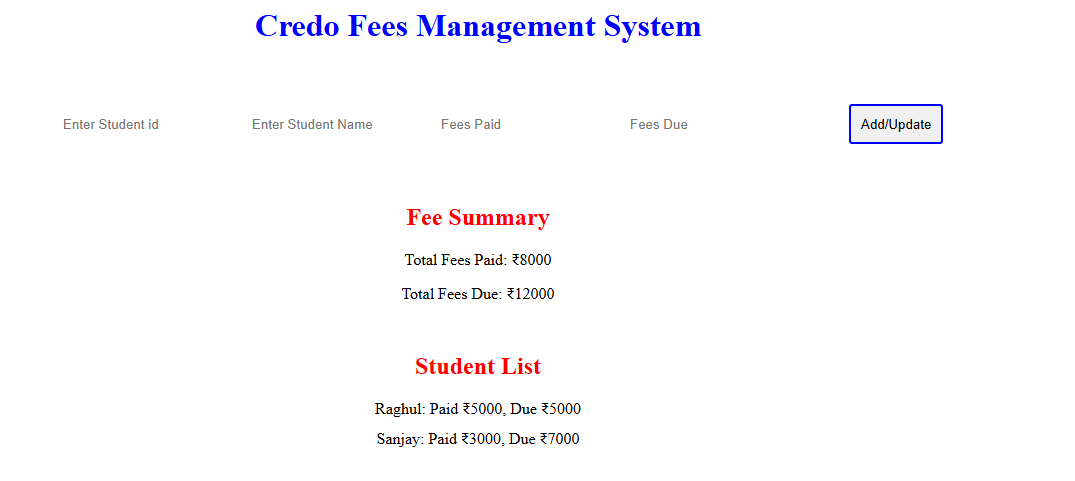 Credo Fees Management System
Enter Student id Enter Student Name Fees Paid Fees Due Add/Update
Fee Summary
Total Fees Paid: ₹8000
Total Fees Due: ₹12000
Student List
Raghul: Paid ₹5000, Due ₹5000
Sanjay: Paid ₹3000, Due ₹7000